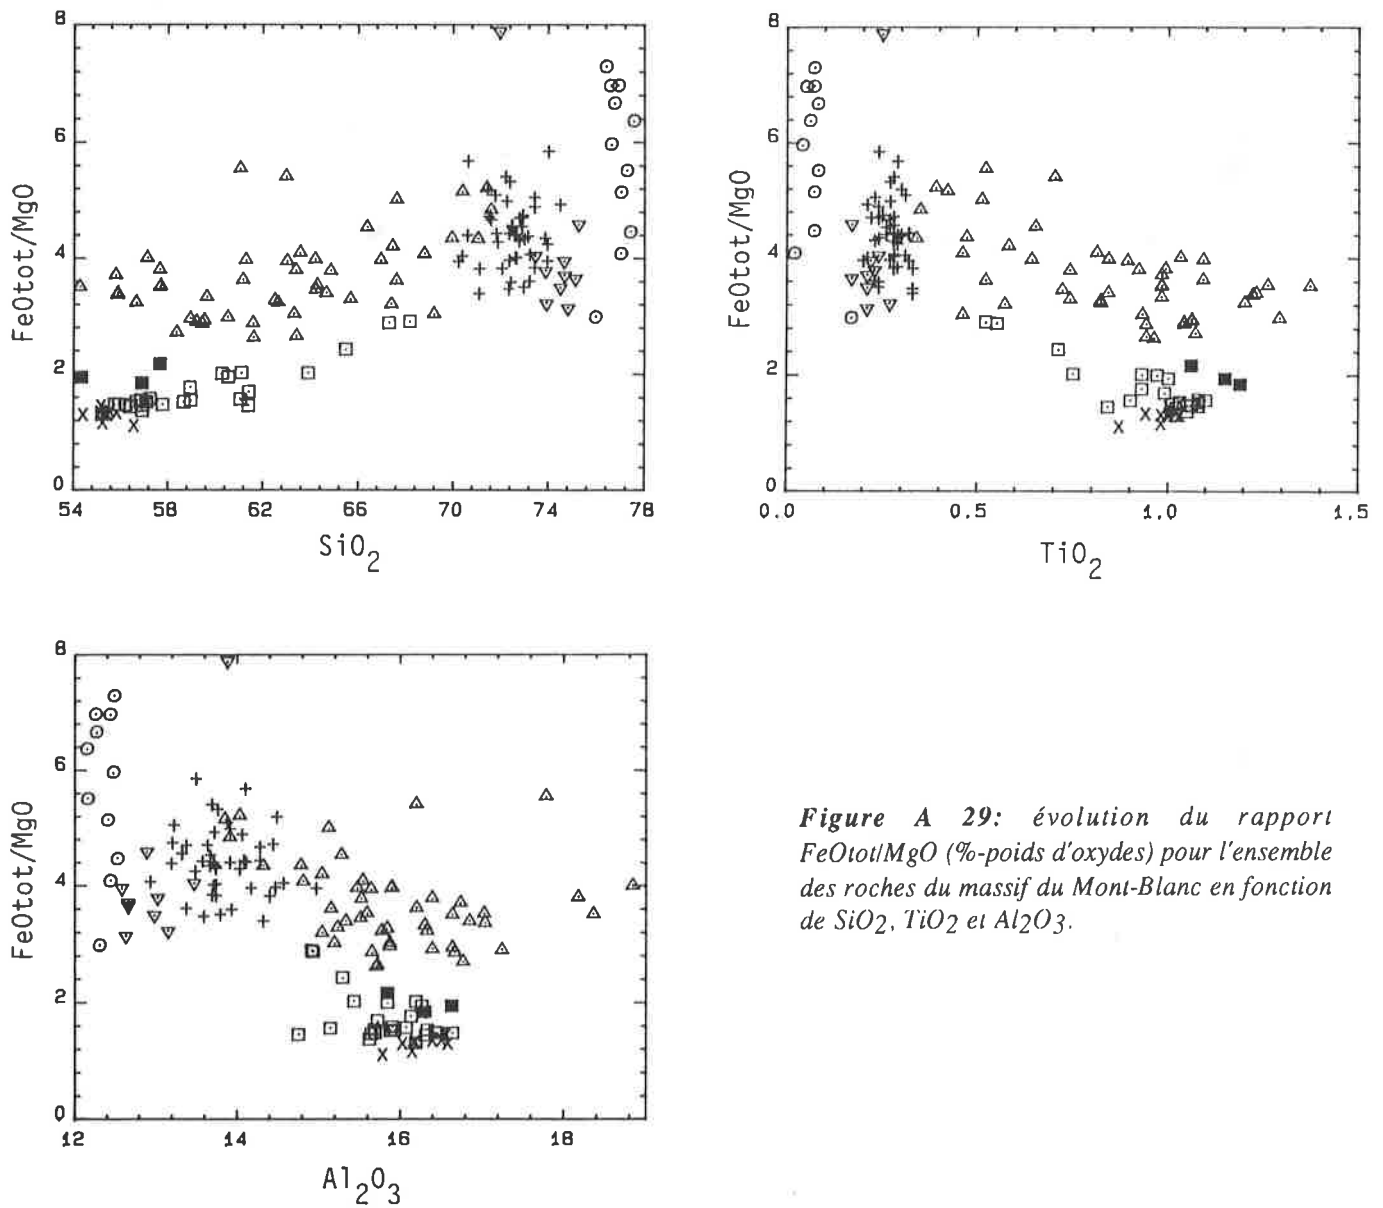 8
6
4
2
0
FeOtot/MgO
54 58 62 66 70 74 78
SiO2
8
6
4
2
0
FeOtot/MgO
0.0 0.5 1.0 1.5
TiO2
8
6
4
2
0
FeOtot/MgO
12 14 16 18
Al2O3
Figure A 29: évolution du rapport
FeOtot/MgO (%-poids d'oxydes) pour l'ensemble
des roches du massif du Mont-Blanc en fonction
de SiO2, TiO2 et Al2O3.